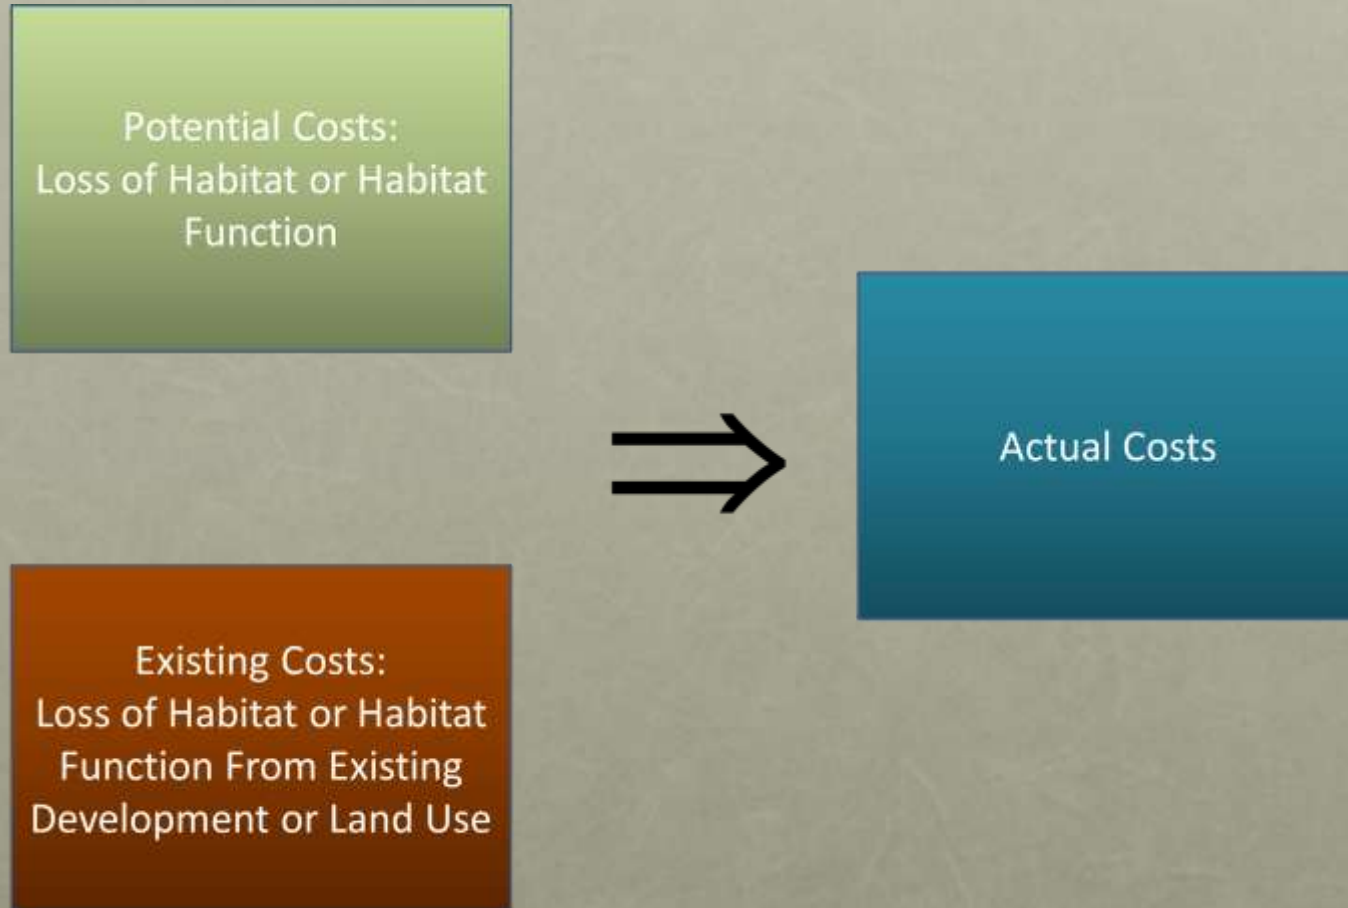 Potential Costs:
Loss of Habitat or Habitat
Function
Existing Costs:
Loss of Habitat or Habitat
Function From Existing
Development or Land Use
Actual Costs